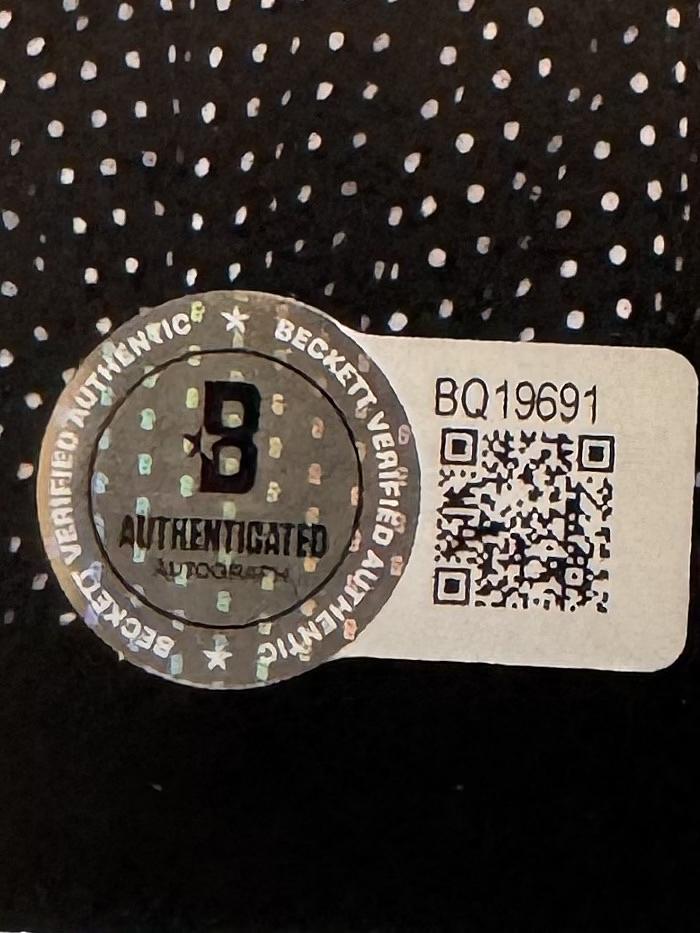 BECKETT VERIFIED AUTHENTIC ★ BECKETT VERIFIED AUTHENTIC ★
B
AUTHENTICATED
AUTOGRAPH
BQ19691